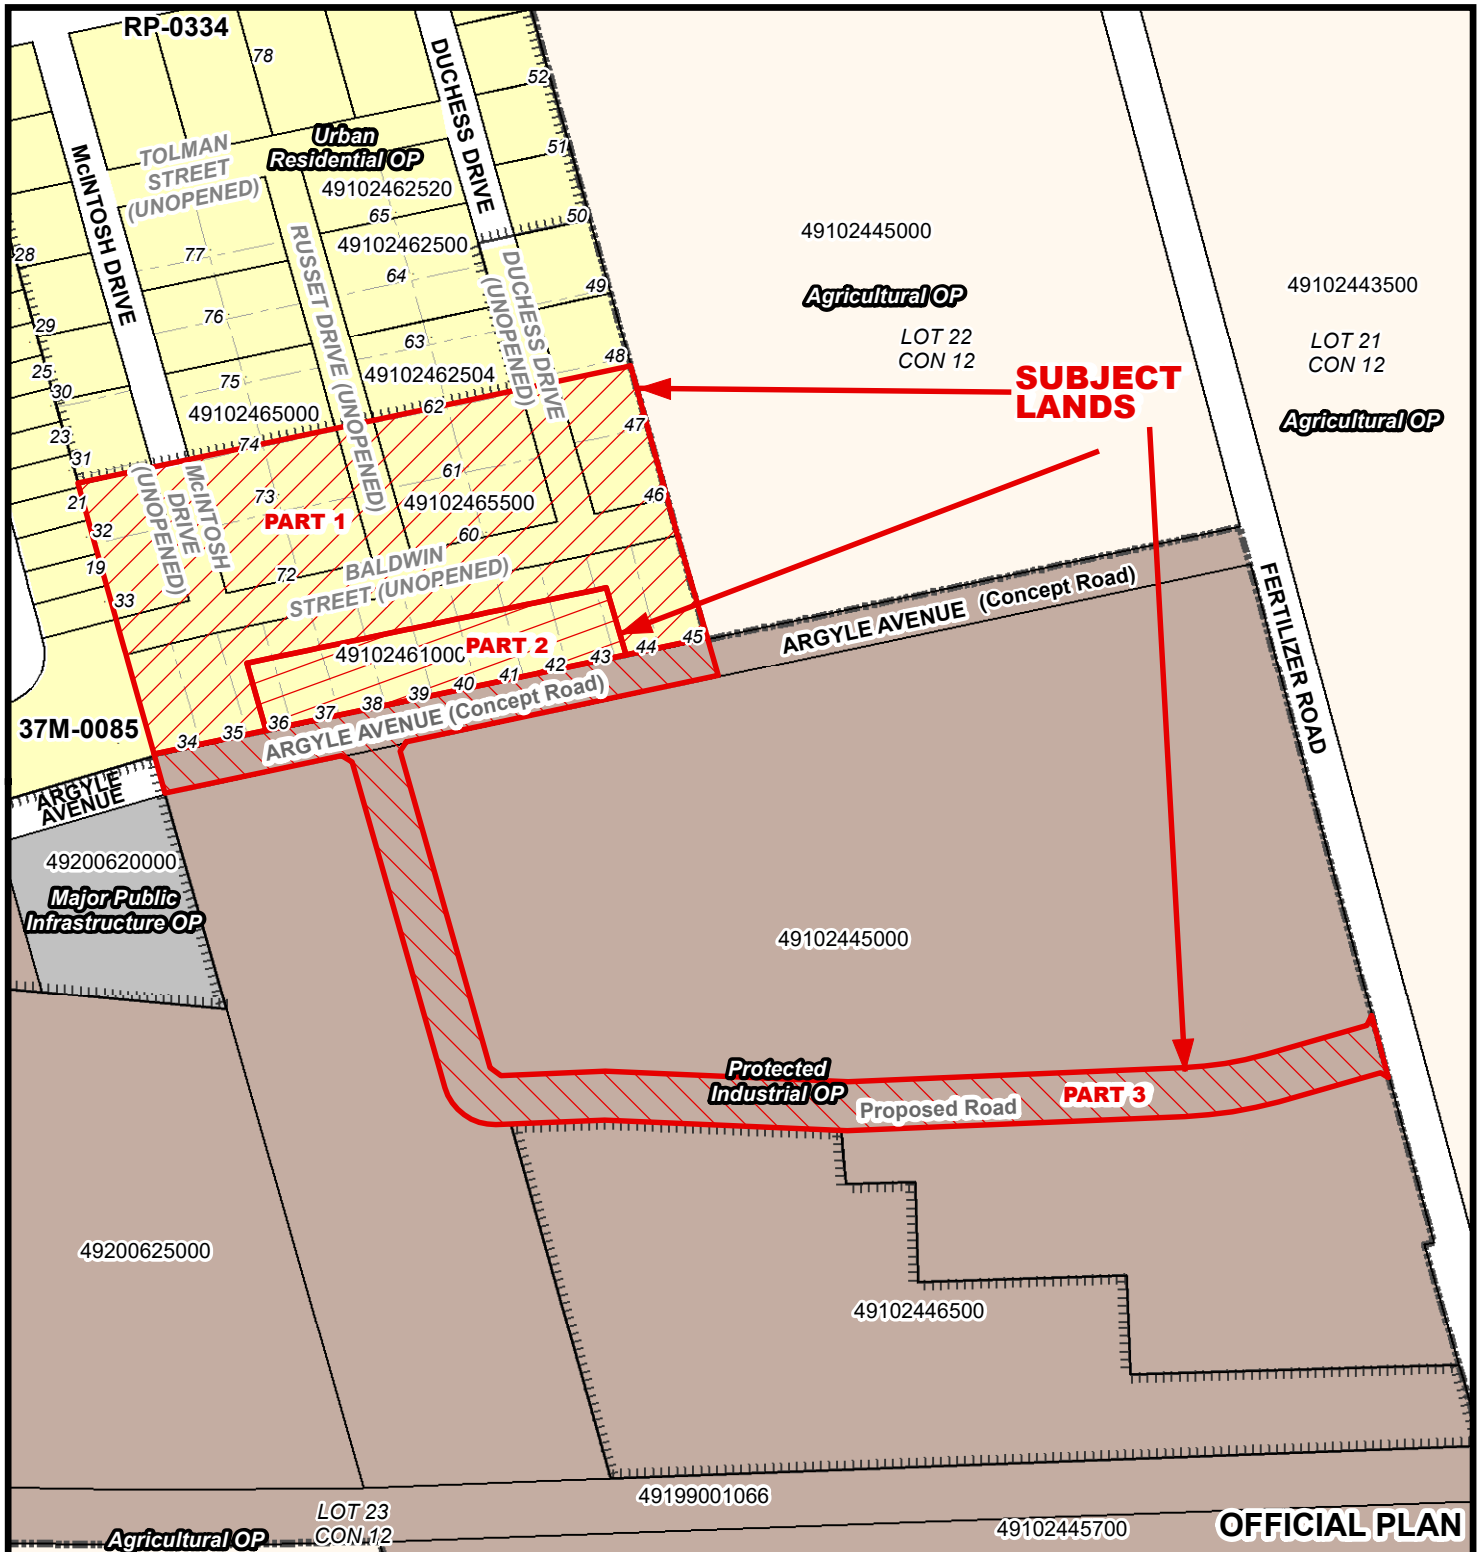 RP-0334
78
DUCHESS DRIVE
52
Urban
Residential OP
51
TOLMAN
STREET
(UNOPENED)
McINTOSH DRIVE
49102462520
65
50
49102462500
64
77
28
RUSSET DRIVE (UNOPENED)
DUCHESS DRIVE
(UNOPENED)
49
49102445000
Agricultural OP
LOT 22
CON 12
49102443500
LOT 21
CON 12
Agricultural OP
76
29
63
48
25
30
75
49102462504
62
49102465000
74
SUBJECT
LANDS
47
23
31
61
21
32
73
PART 1
49102465500
46
McINTOSH
DRIVE
(UNOPENED)
60
19
33
72
BALDWIN
STREET (UNOPENED)
49102461000
PART 2
45
44
43
42
41
40
39
38
37
36
35
34
ARGYLE AVENUE (Concept Road)
ARGYLE AVENUE (Concept Road)
FERTILIZER ROAD
37M-0085
ARGYLE
AVENUE
49200620000
Major Public
Infrastructure OP
49102445000
Protected
Industrial OP
Proposed Road
PART 3
49200625000
49102446500
49199001066
LOT 23
CON 12
Agricultural OP
49102445700
OFFICIAL PLAN